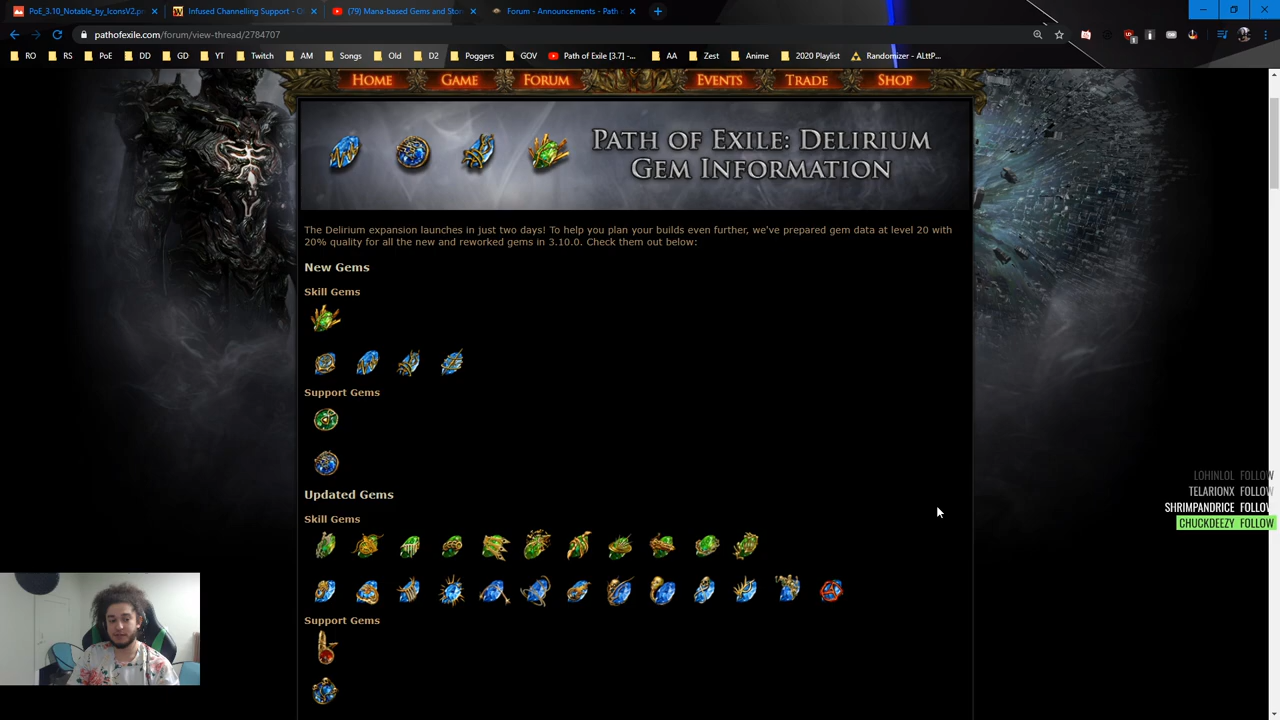 PoE_3.10_Notable_by_IconsV2.p
Infused Channelling Support -
(79) Mana-based Gems and Stor
Forum - Announcements - Path
pathofexile.com/forum/view-thread/2784707
RO RS PoE DD GD YT Twitch AM Songs Old D2 Poggers GOV Path of Exile [3.7] -... AA Zest Anime 2020 Playlist Randomizer - ALttP...
HOME GAME FORUM EVENTS TRADE SHOP
PATH OF EXILE: DELIRIUM
GEM INFORMATION
The Delirium expansion launches in just two days! To help you plan your builds even further, we've prepared gem data at level 20 with
20% quality for all the new and reworked gems in 3.10.0. Check them out below:
New Gems
Skill Gems
Support Gems
Updated Gems
Skill Gems
Support Gems
LOHINLOL FOLLOW
TELARIONX FOLLOW
SHRIMPANDRICE FOLLOW
CHUCKDEEZY FOLLOW